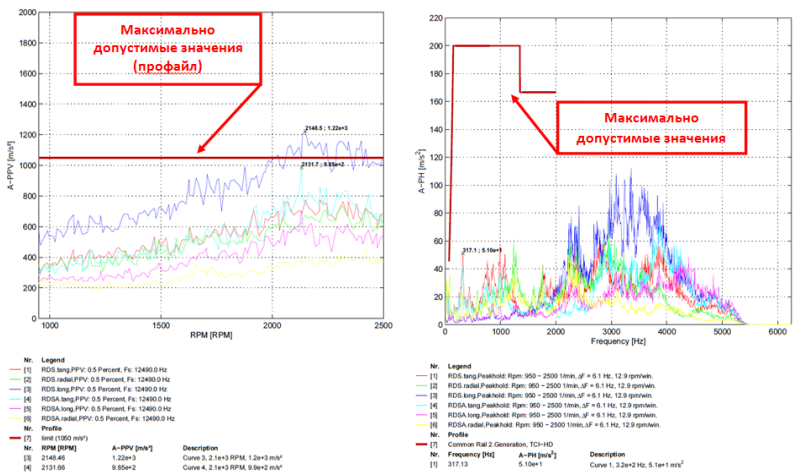 2000
1800
1600
1400
1200
1000
800
600
400
200
0
A-PPV [m/s²]
Максимально
допустимые значения
(профайл)
2148.5 ; 1.22e+3
2131.7 ; 9.85e+2
1000 1500 2000 2500
RPM [RPM]
Nr. Legend
[1] RDS.tang,PPV: 0.5 Percent, Fs: 12490.0 Hz
[2] RDS.radial,PPV: 0.5 Percent, Fs: 12490.0 Hz
[3] RDS.long,PPV: 0.5 Percent, Fs: 12490.0 Hz
[4] RDSA.tang,PPV: 0.5 Percent, Fs: 12490.0 Hz
[5] RDSA.long,PPV: 0.5 Percent, Fs: 12490.0 Hz
[6] RDSA.radial,PPV: 0.5 Percent, Fs: 12490.0 Hz
Nr. Profile
[7] limit (1050 m/s²)
Nr. RPM [RPM] A-PPV [m/s²] Description
[3] 2148.46 1.22e+3 Curve 3, 2.1e+3 RPM, 1.2e+3 m/s²
[4] 2131.66 9.85e+2 Curve 4, 2.1e+3 RPM, 9.9e+2 m/s²
220
200
180
160
140
120
100
80
60
40
20
0
A-PH [m/s²]
Максимально
допустимые значения
317.1 ; 5.10e+1
0 1000 2000 3000 4000 5000 6000
Frequency [Hz]
Nr. Legend
[1] RDS.tang,Peakhold: Rpm: 950 – 2500 1/min, ΔF = 6.1 Hz, 12.9 rpm/win.
[2] RDS.radial,Peakhold: Rpm: 950 – 2500 1/min, ΔF = 6.1 Hz, 12.9 rpm/win.
[3] RDS.long,Peakhold: Rpm: 950 – 2500 1/min, ΔF = 6.1 Hz, 12.9 rpm/win.
[4] RDSA.tang,Peakhold: Rpm: 950 – 2500 1/min, ΔF = 6.1 Hz, 12.9 rpm/win.
[5] RDSA.long,Peakhold: Rpm: 950 – 2500 1/min, ΔF = 6.1 Hz, 12.9 rpm/win.
[6] RDSA.radial,Peakhold: Rpm: 950 – 2500 1/min, ΔF = 6.1 Hz, 12.9 rpm/win.
Nr. Profile
[7] Common Rail 2.Generation, TCI-HD
Nr. Frequency [Hz] A-PH [m/s²] Description
[1] 317.13 5.10e+1 Curve 1, 3.2e+2 Hz, 5.1e+1 m/s²